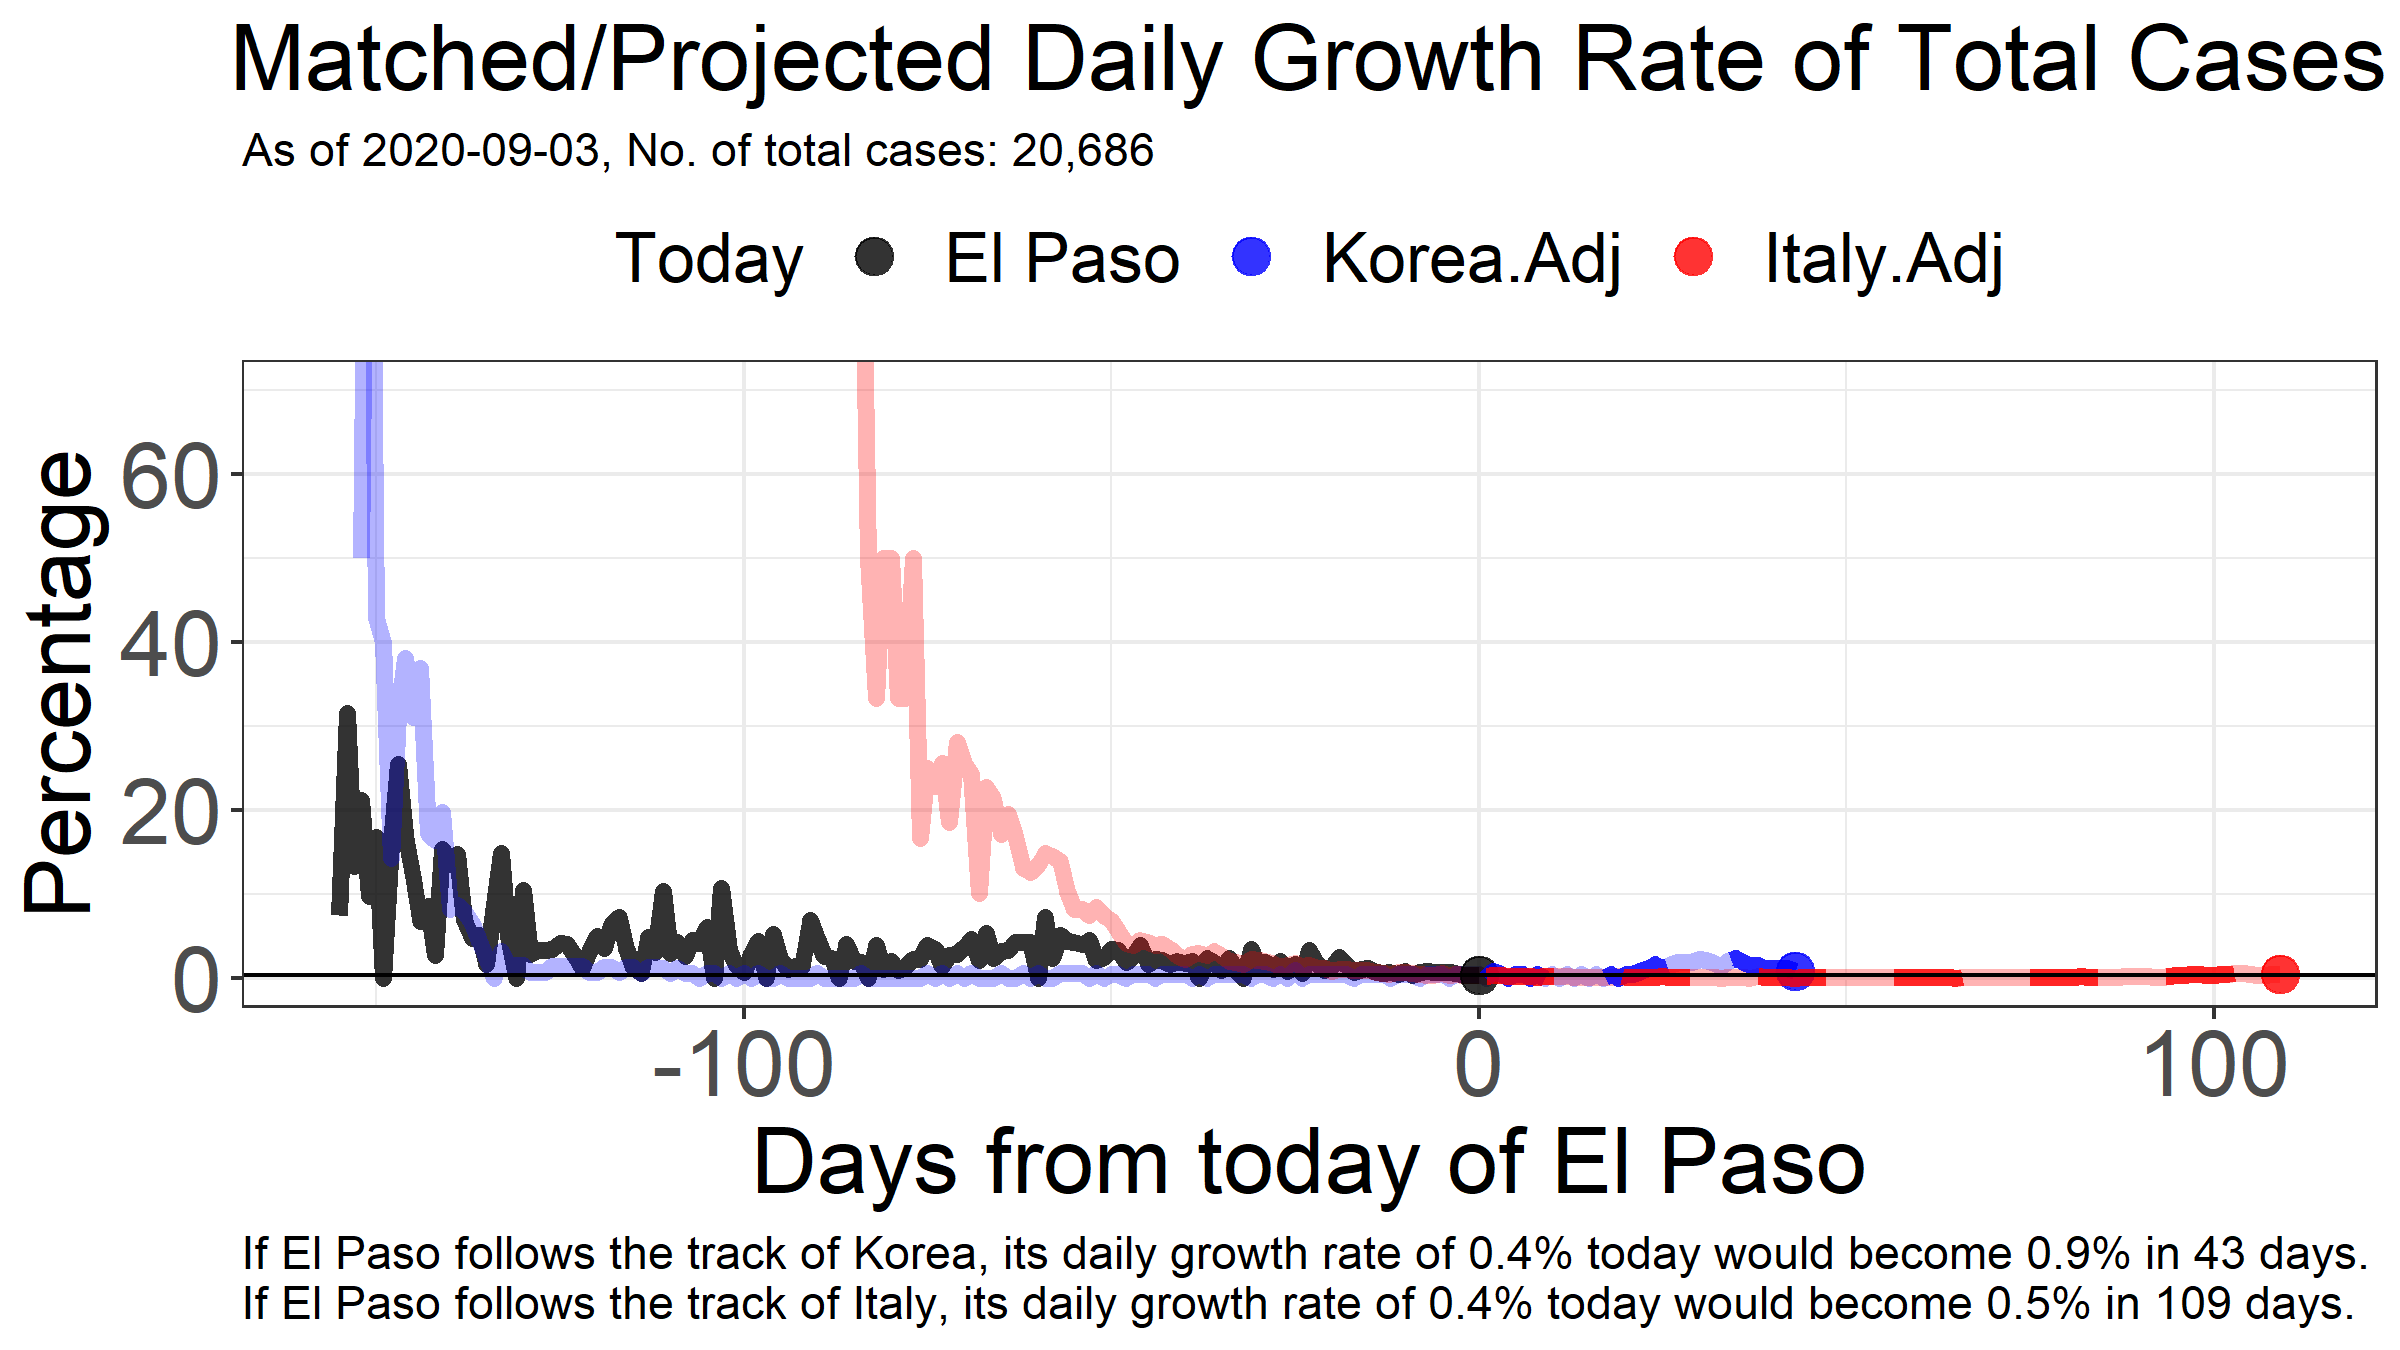 Matched/Projected Daily Growth Rate of Total Cases
As of 2020-09-03, No. of total cases: 20,686
Today El Paso Korea.Adj Italy.Adj
Percentage
60
40
20
0
-100 0 100
Days from today of El Paso
If El Paso follows the track of Korea, its daily growth rate of 0.4% today would become 0.9% in 43 days.
If El Paso follows the track of Italy, its daily growth rate of 0.4% today would become 0.5% in 109 days.